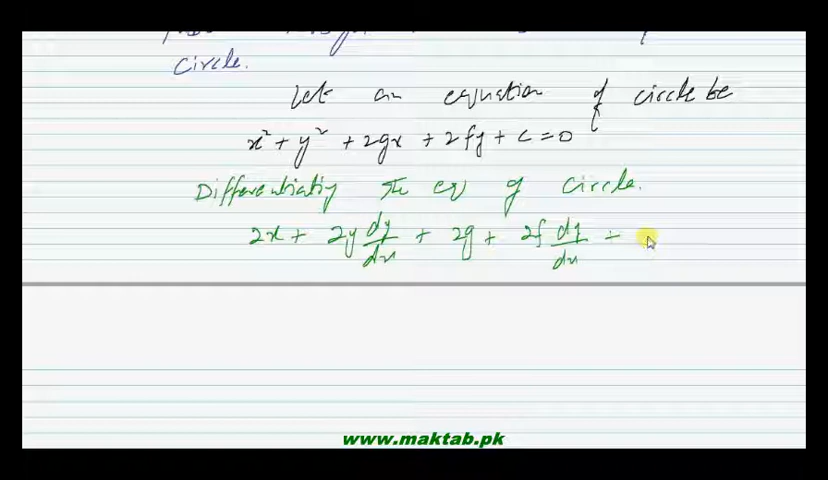 circle.
Let an equation of circle be
x² + y² + 2gx + 2fy + c = 0
Differentiating the eq of circle.
2x + 2y dy/dx + 2g + 2f dy/dx =
www.maktab.pk